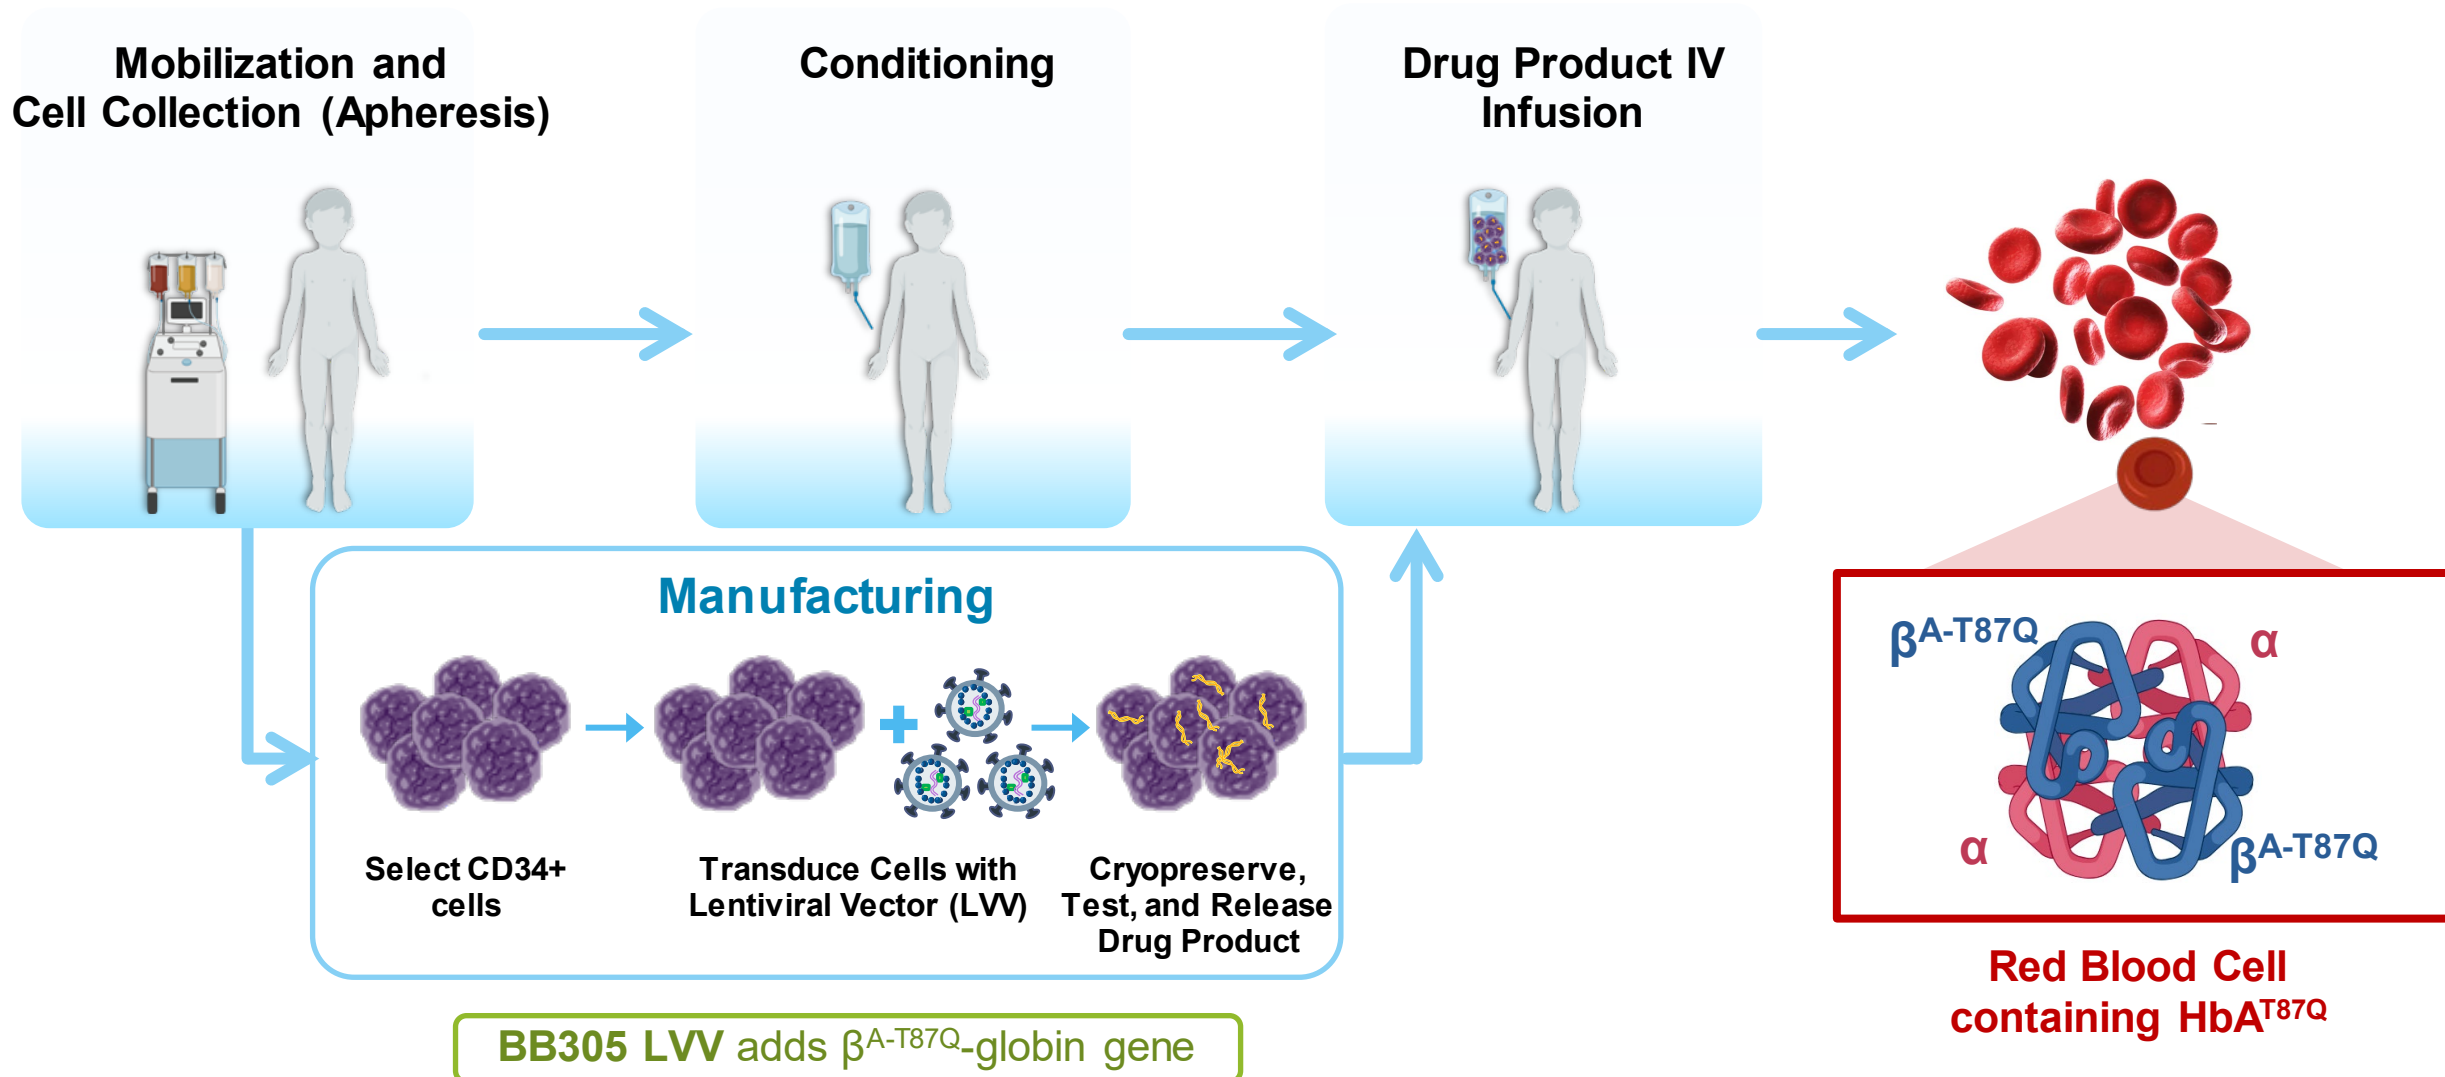 Mobilization and
Cell Collection (Apheresis)
Conditioning
Drug Product IV
Infusion
Manufacturing
Select CD34+
cells
Transduce Cells with
Lentiviral Vector (LVV)
Cryopreserve,
Test, and Release
Drug Product
BB305 LVV adds βA-T87Q-globin gene
βA-T87Q
α
α
βA-T87Q
Red Blood Cell
containing HbAT87Q